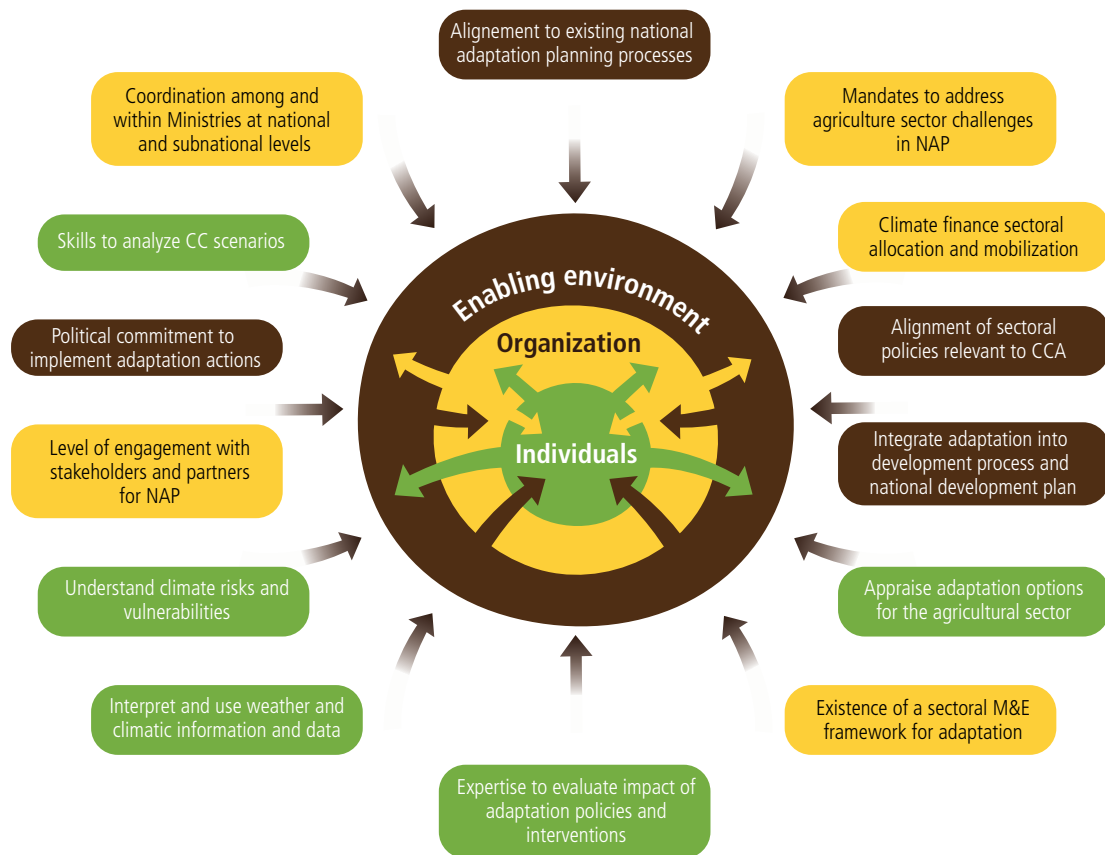 Alignement to existing national
adaptation planning processes
Coordination among and
within Ministries at national
and subnational levels
Mandates to address
agriculture sector challenges
in NAP
Skills to analyze CC scenarios
Climate finance sectoral
allocation and mobilization
Political commitment to
implement adaptation actions
Alignment of sectoral
policies relevant to CCA
Level of engagement with
stakeholders and partners
for NAP
Integrate adaptation into
development process and
national development plan
Understand climate risks and
vulnerabilities
Appraise adaptation options
for the agricultural sector
Interpret and use weather and
climatic information and data
Existence of a sectoral M&E
framework for adaptation
Expertise to evaluate impact of
adaptation policies and
interventions
Enabling environment
Organization
Individuals